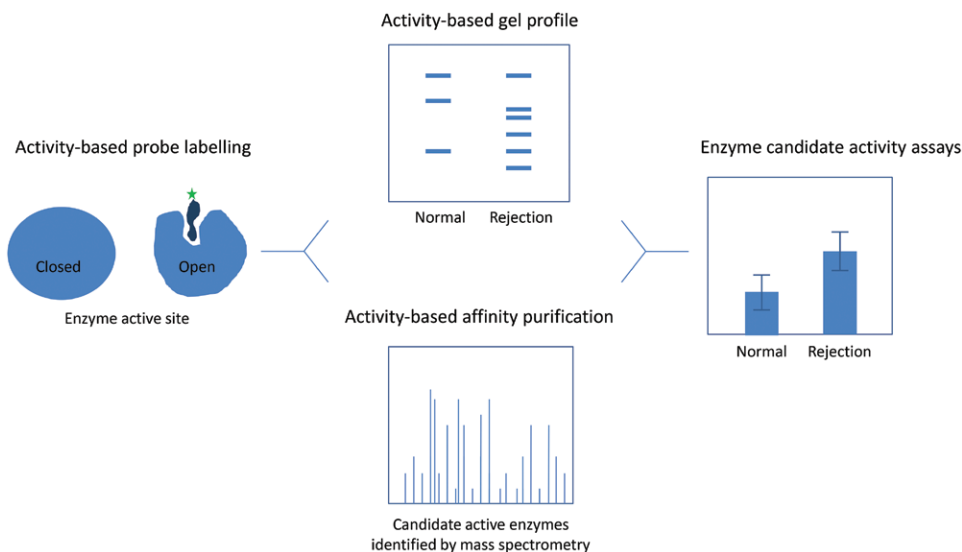 Activity-based gel profile
Normal
Rejection
Activity-based probe labelling
Closed
Open
Enzyme active site
Activity-based affinity purification
Candidate active enzymes
identified by mass spectrometry
Enzyme candidate activity assays
Normal
Rejection